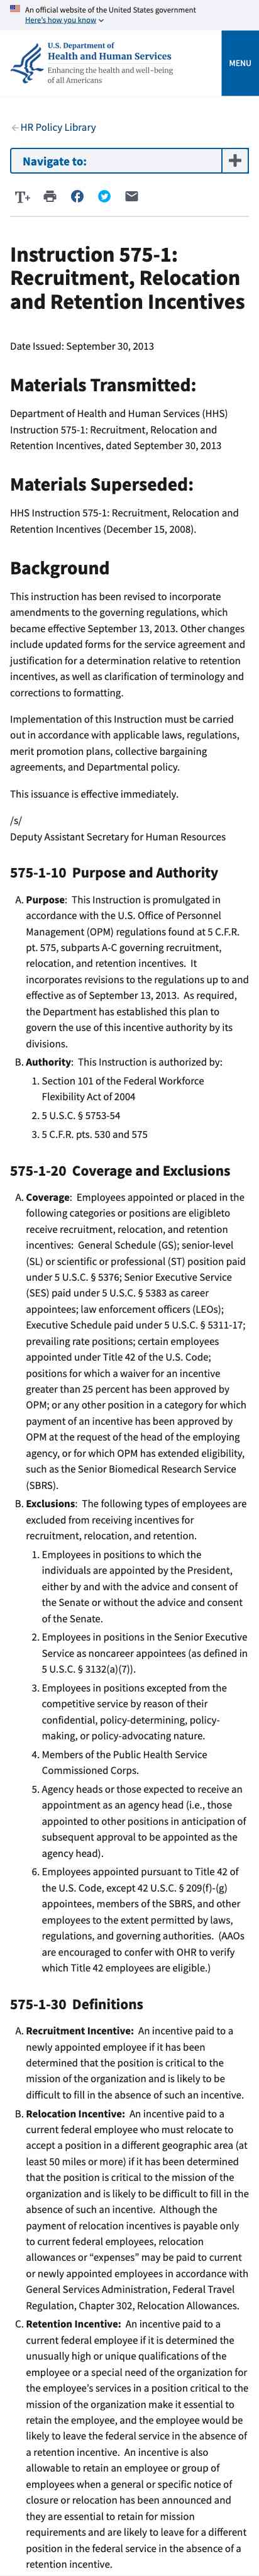 An official website of the United States government
Here's how you know
U.S. Department of
Health and Human Services
Enhancing the health and well-being
of all Americans
MENU
HR Policy Library
Navigate to:
T+
Instruction 575-1:
Recruitment, Relocation
and Retention Incentives
Date Issued: September 30, 2013
Materials Transmitted:
Department of Health and Human Services (HHS)
Instruction 575-1: Recruitment, Relocation and
Retention Incentives, dated September 30, 2013
Materials Superseded:
HHS Instruction 575-1: Recruitment, Relocation and
Retention Incentives (December 15, 2008).
Background
This instruction has been revised to incorporate
amendments to the governing regulations, which
became effective September 13, 2013. Other changes
include updated forms for the service agreement and
justification for a determination relative to retention
incentives, as well as clarification of terminology and
corrections to formatting.
Implementation of this Instruction must be carried
out in accordance with applicable laws, regulations,
merit promotion plans, collective bargaining
agreements, and Departmental policy.
This issuance is effective immediately.
/s/
Deputy Assistant Secretary for Human Resources
575-1-10 Purpose and Authority
A. Purpose: This Instruction is promulgated in
accordance with the U.S. Office of Personnel
Management (OPM) regulations found at 5 C.F.R.
pt. 575, subparts A-C governing recruitment,
relocation, and retention incentives. It
incorporates revisions to the regulations up to and
effective as of September 13, 2013. As required,
the Department has established this plan to
govern the use of this incentive authority by its
divisions.
B. Authority: This Instruction is authorized by:
1. Section 101 of the Federal Workforce
Flexibility Act of 2004
2. 5 U.S.C. § 5753-54
3. 5 C.F.R. pts. 530 and 575
575-1-20 Coverage and Exclusions
A. Coverage: Employees appointed or placed in the
following categories or positions are eligibleto
receive recruitment, relocation, and retention
incentives: General Schedule (GS); senior-level
(SL) or scientific or professional (ST) position paid
under 5 U.S.C. § 5376; Senior Executive Service
(SES) paid under 5 U.S.C. § 5383 as career
appointees; law enforcement officers (LEOs);
Executive Schedule paid under 5 U.S.C. § 5311-17;
prevailing rate positions; certain employees
appointed under Title 42 of the U.S. Code;
positions for which a waiver for an incentive
greater than 25 percent has been approved by
OPM; or any other position in a category for which
payment of an incentive has been approved by
OPM at the request of the head of the employing
agency, or for which OPM has extended eligibility,
such as the Senior Biomedical Research Service
(SBRS).
B. Exclusions: The following types of employees are
excluded from receiving incentives for
recruitment, relocation, and retention.
1. Employees in positions to which the
individuals are appointed by the President,
either by and with the advice and consent of
the Senate or without the advice and consent
of the Senate.
2. Employees in positions in the Senior Executive
Service as noncareer appointees (as defined in
5 U.S.C. § 3132(a)(7)).
3. Employees in positions excepted from the
competitive service by reason of their
confidential, policy-determining, policy-
making, or policy-advocating nature.
4. Members of the Public Health Service
Commissioned Corps.
5. Agency heads or those expected to receive an
appointment as an agency head (i.e., those
appointed to other positions in anticipation of
subsequent approval to be appointed as the
agency head).
6. Employees appointed pursuant to Title 42 of
the U.S. Code, except 42 U.S.C. § 209(f)-(g)
appointees, members of the SBRS, and other
employees to the extent permitted by laws,
regulations, and governing authorities. (AAOs
are encouraged to confer with OHR to verify
which Title 42 employees are eligible.)
575-1-30 Definitions
A. Recruitment Incentive: An incentive paid to a
newly appointed employee if it has been
determined that the position is critical to the
mission of the organization and is likely to be
difficult to fill in the absence of such an incentive.
B. Relocation Incentive: An incentive paid to a
current federal employee who must relocate to
accept a position in a different geographic area (at
least 50 miles or more) if it has been determined
that the position is critical to the mission of the
organization and is likely to be difficult to fill in the
absence of such an incentive. Although the
payment of relocation incentives is payable only
to current federal employees, relocation
allowances or “expenses” may be paid to current
or newly appointed employees in accordance with
General Services Administration, Federal Travel
Regulation, Chapter 302, Relocation Allowances.
C. Retention Incentive: An incentive paid to a
current federal employee if it is determined the
unusually high or unique qualifications of the
employee or a special need of the organization for
the employee’s services in a position critical to the
mission of the organization make it essential to
retain the employee, and the employee would be
likely to leave the federal service in the absence of
a retention incentive. An incentive is also
allowable to retain an employee or group of
employees when a general or specific notice of
closure or relocation has been announced and
they are essential to retain for mission
requirements and are likely to leave for a different
position in the federal service in the absence of a
retention incentive.